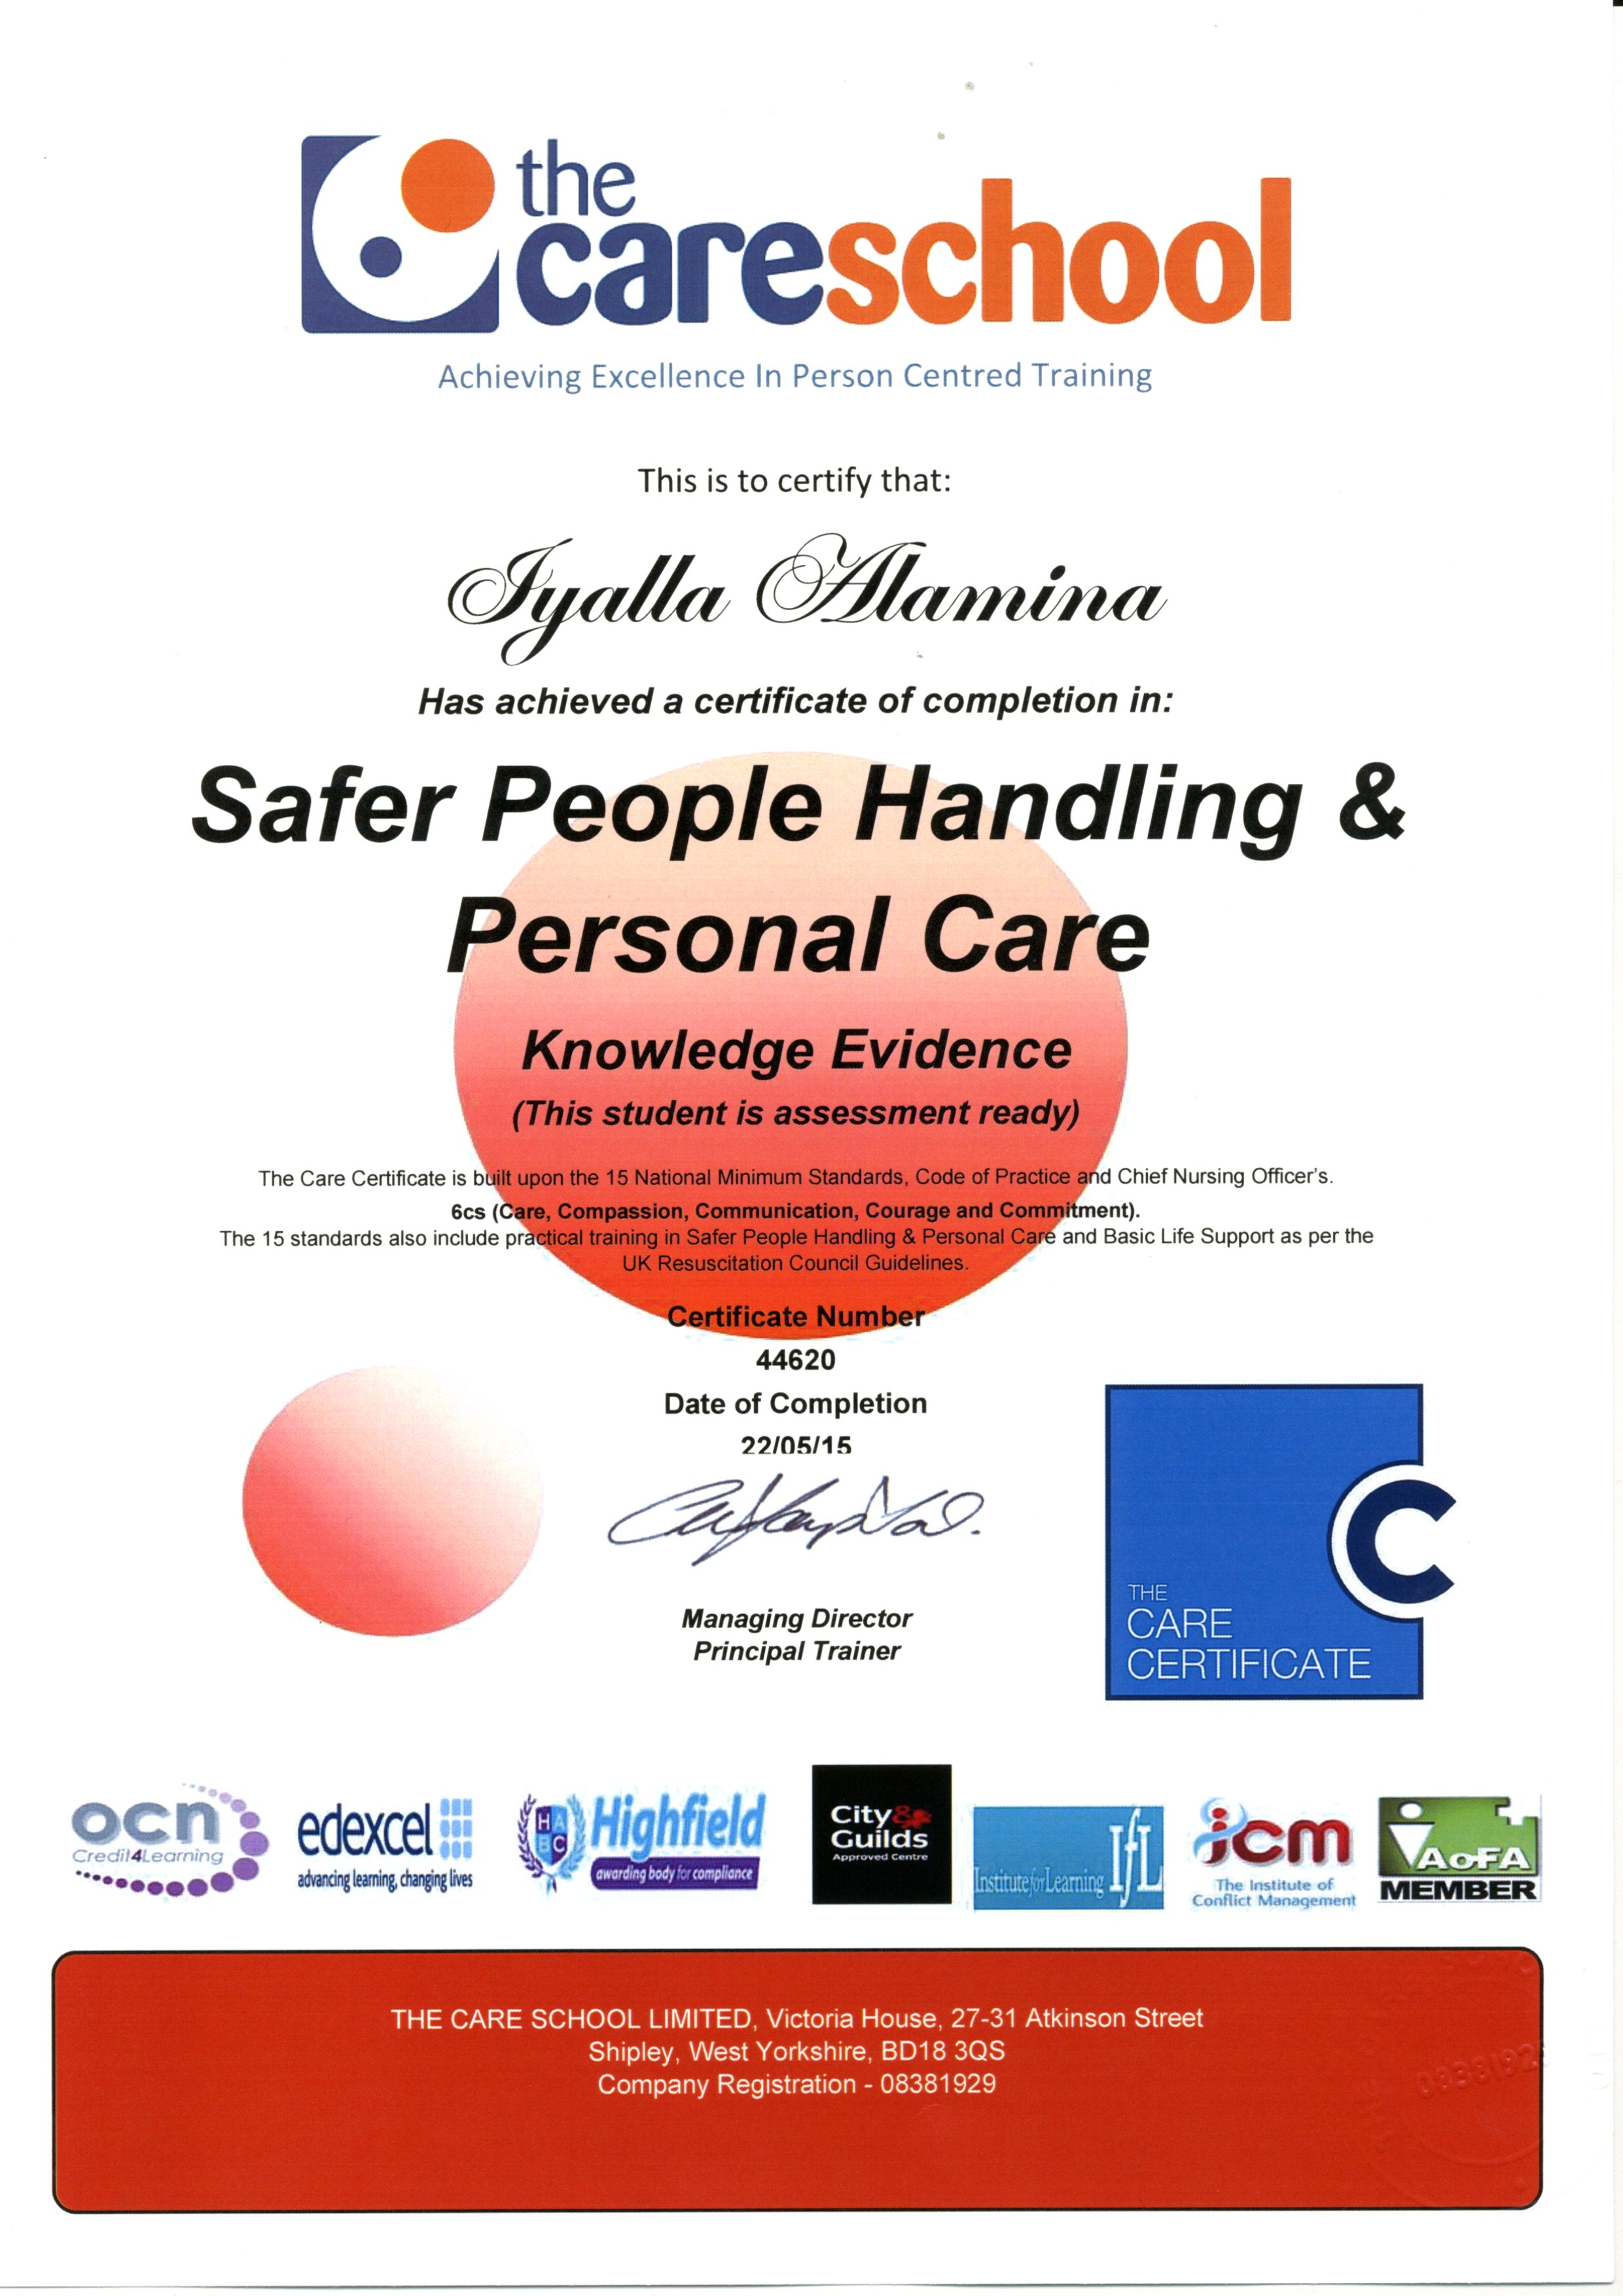 the
careschool
Achieving Excellence In Person Centred Training
This is to certify that:
Iyalla Alamina
Has achieved a certificate of completion in:
Safer People Handling &
Personal Care
Knowledge Evidence
(This student is assessment ready)
The Care Certificate is built upon the 15 National Minimum Standards, Code of Practice and Chief Nursing Officer's.
6cs (Care, Compassion, Communication, Courage and Commitment).
The 15 standards also include practical training in Safer People Handling & Personal Care and Basic Life Support as per the
UK Resuscitation Council Guidelines.
Certificate Number
44620
Date of Completion
22/05/15
Managing Director
Principal Trainer
C
THE
CARE
CERTIFICATE
ocn
Credit4Learning
edexcel
advancing learning, changing lives
HABC
Highfield
awarding body for compliance
City & Guilds
Approved Centre
Institute for Learning IfL
icm
The Institute of
Conflict Management
AoFA
MEMBER
THE CARE SCHOOL LIMITED, Victoria House, 27-31 Atkinson Street
Shipley, West Yorkshire, BD18 3QS
Company Registration - 08381929